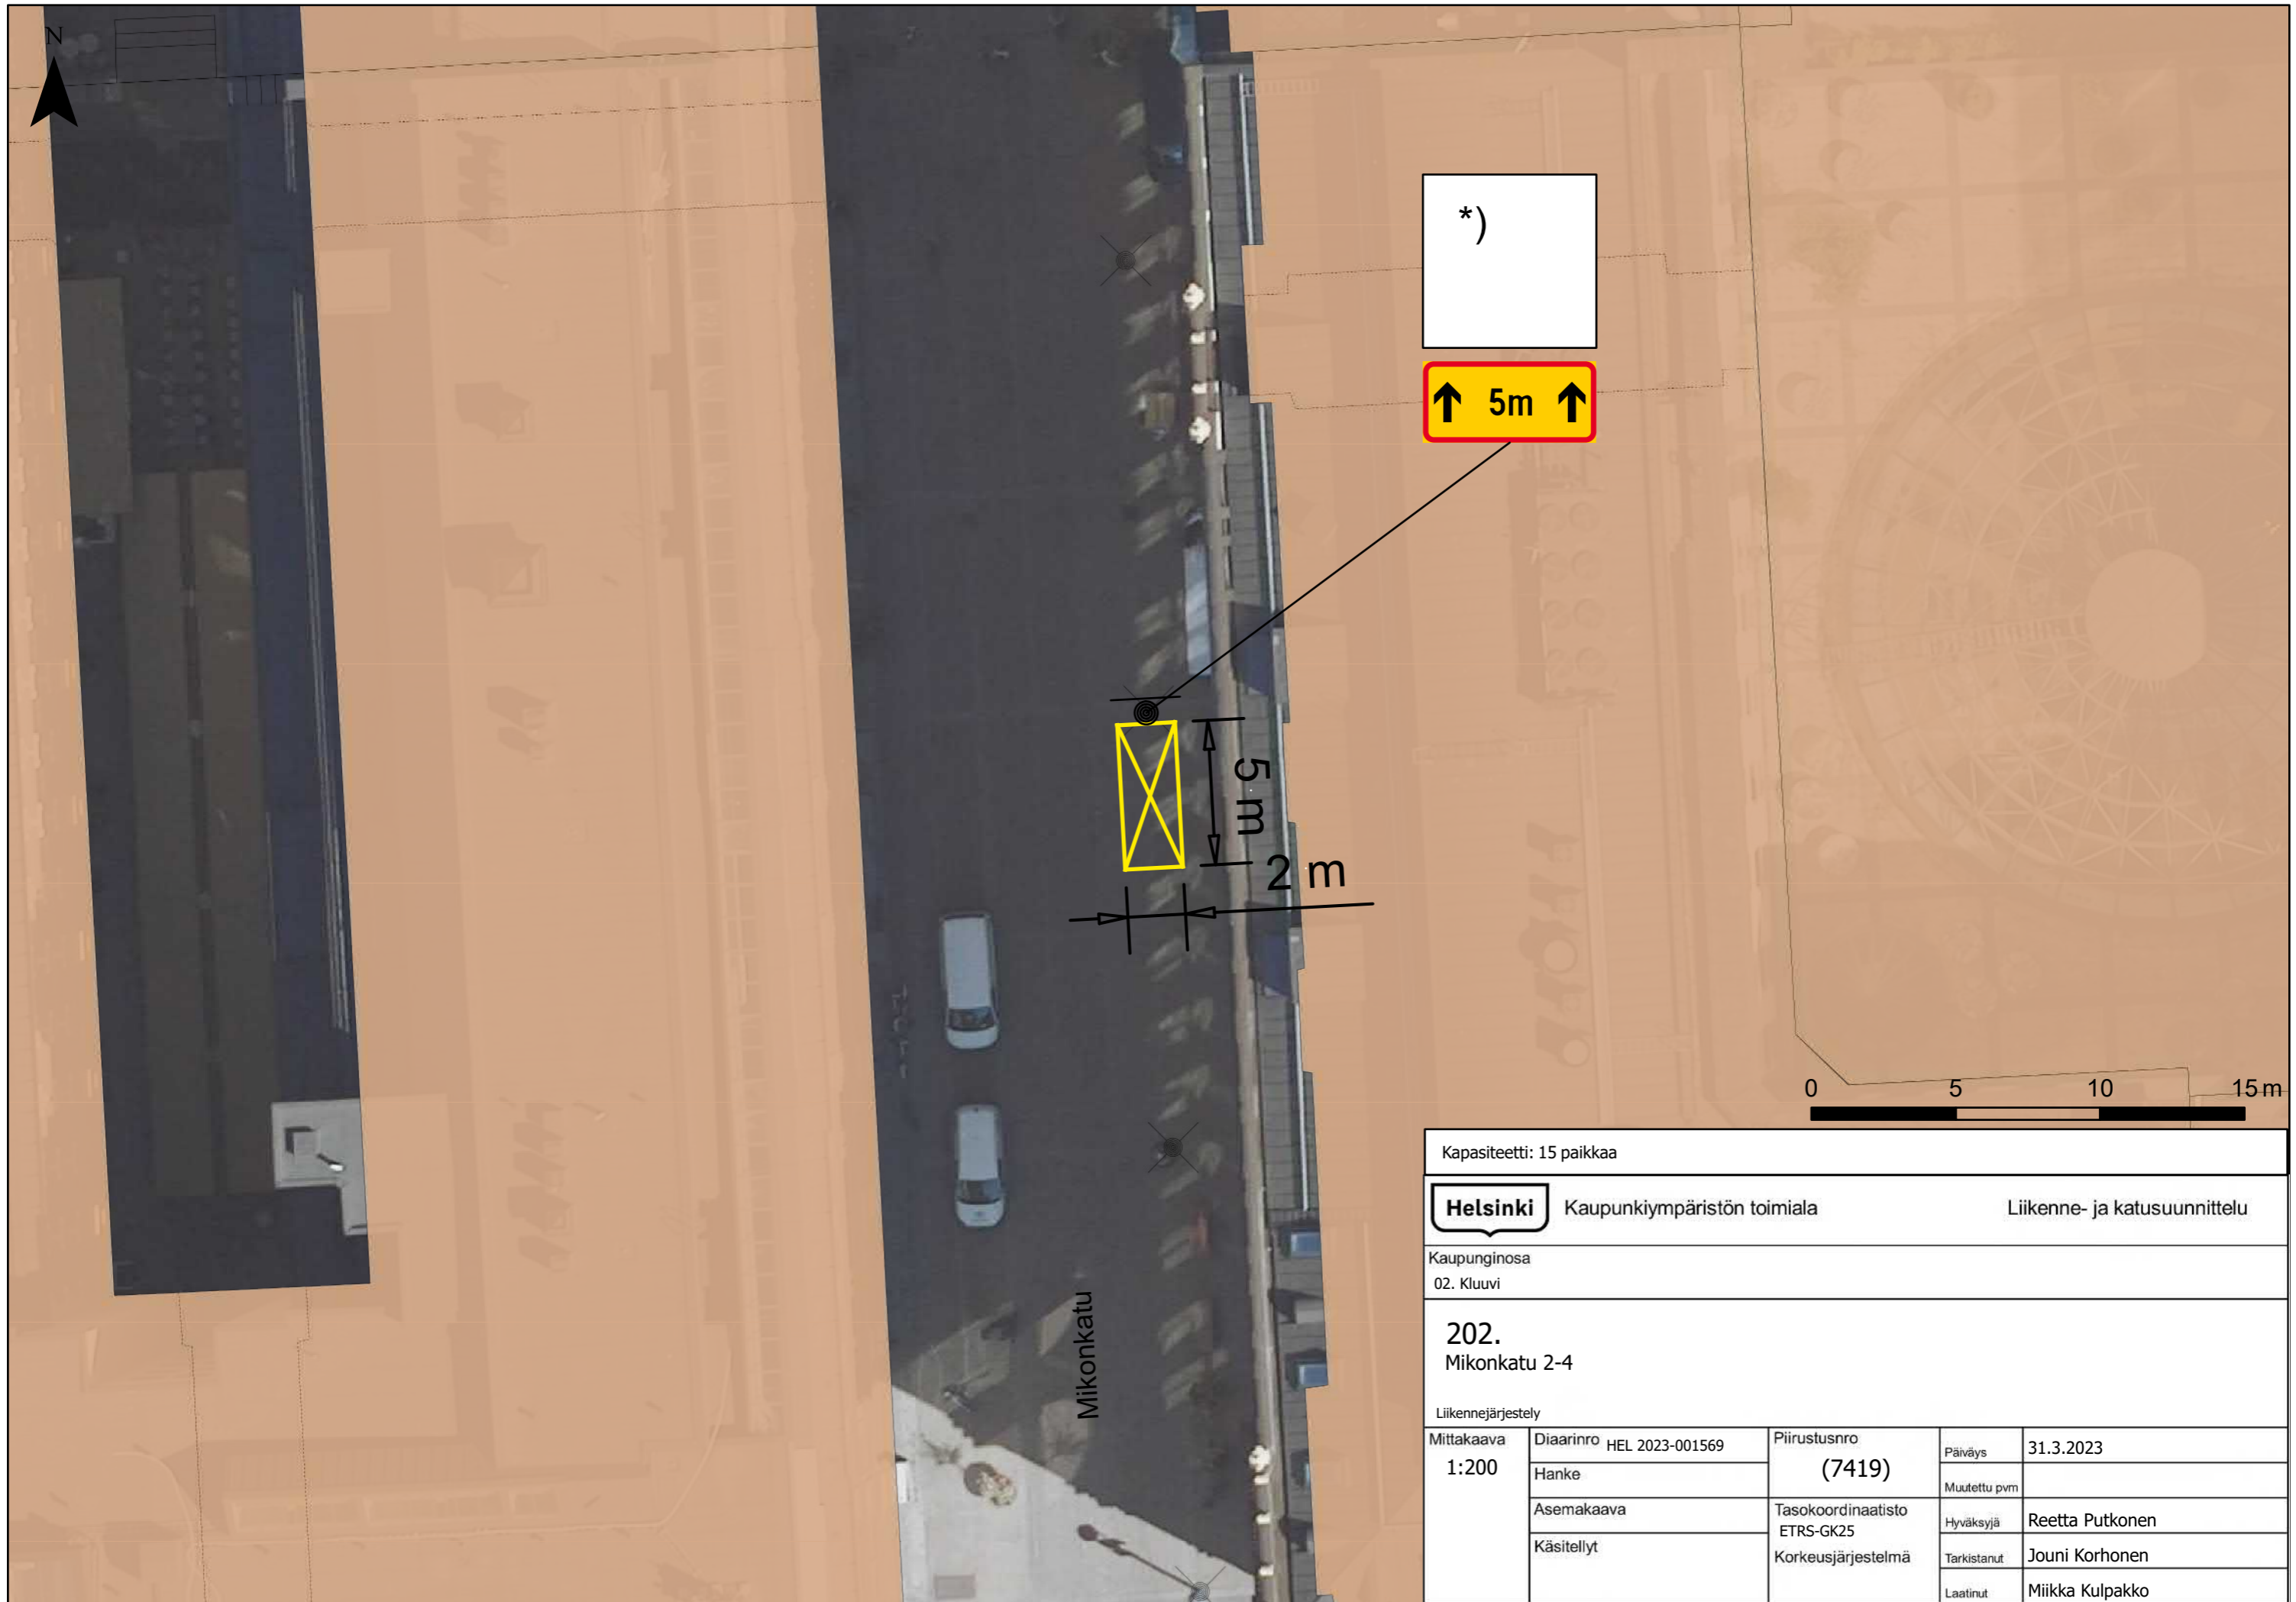 N
*)
↑ 5m ↑
5 m
2 m
Mikonkatu
0 5 10 15 m
Kapasiteetti: 15 paikkaa
Helsinki Kaupunkiympäristön toimiala Liikenne- ja katusuunnittelu
Kaupunginosa
02. Kluuvi
202.
Mikonkatu 2-4
Liikennejärjestely
Mittakaava
1:200
Diaarinro HEL 2023-001569
Hanke
Asemakaava
Käsitellyt
Piirustusnro
(7419)
Tasokoordinaatisto
ETRS-GK25
Korkeusjärjestelmä
Päiväys 31.3.2023
Muutettu pvm
Hyväksyjä Reetta Putkonen
Tarkistanut Jouni Korhonen
Laatinut Miikka Kulpakko